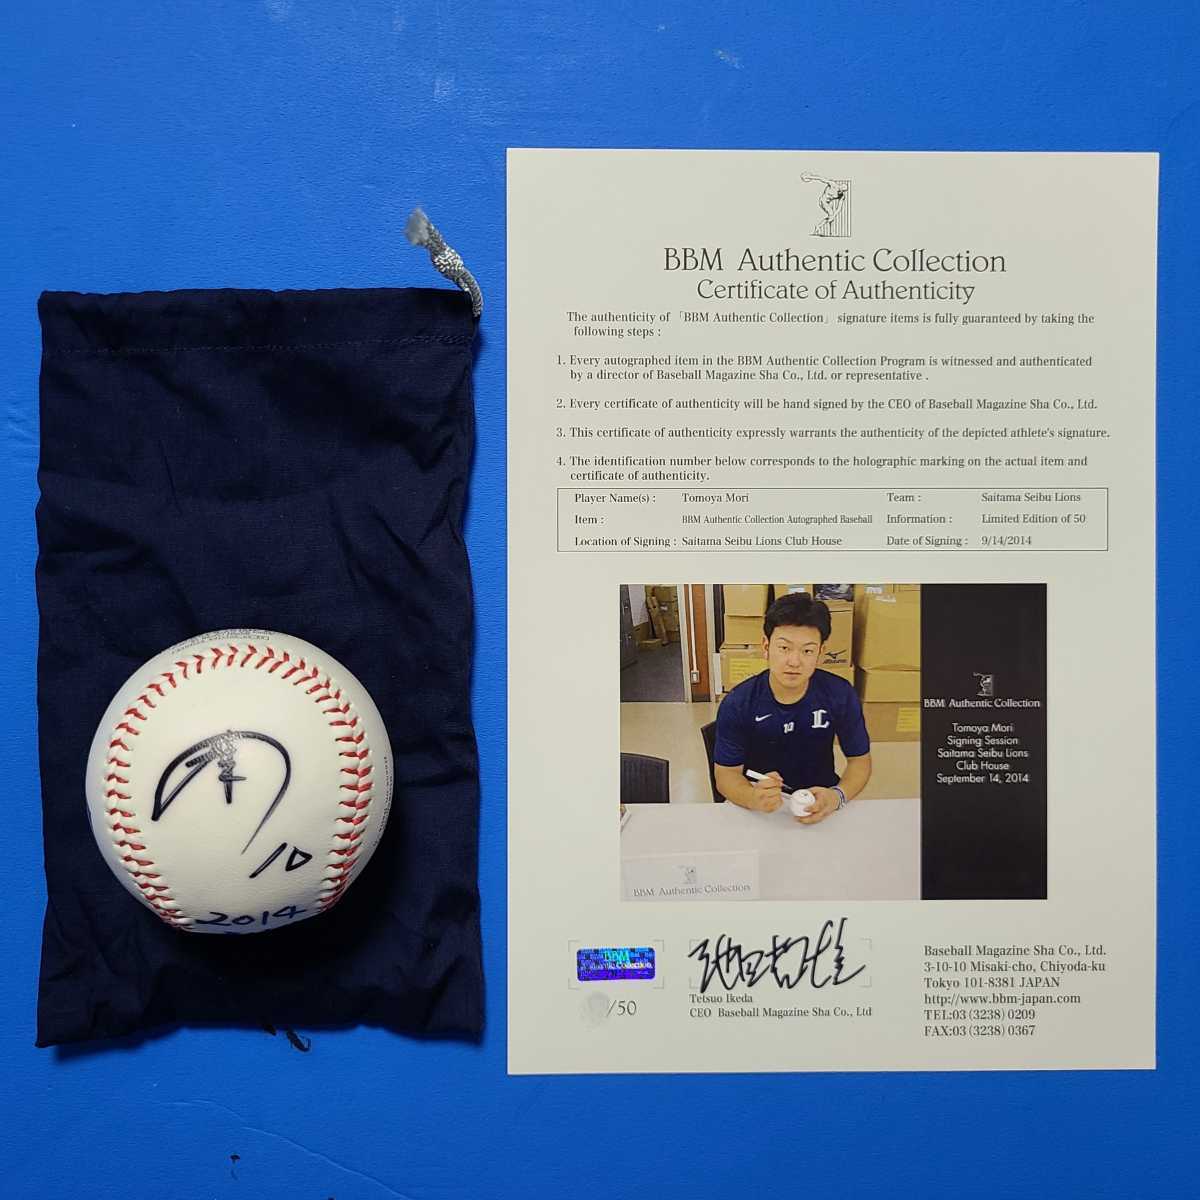 BBM Authentic Collection
Certificate of Authenticity
The authenticity of 「BBM Authentic Collection」 signature items is fully guaranteed by taking the
following steps :
1. Every autographed item in the BBM Authentic Collection Program is witnessed and authenticated
by a director of Baseball Magazine Sha Co., Ltd. or representative .
2. Every certificate of authenticity will be hand signed by the CEO of Baseball Magazine Sha Co., Ltd.
3. This certificate of authenticity expressly warrants the authenticity of the depicted athlete's signature.
4. The identification number below corresponds to the holographic marking on the actual item and
certificate of authenticity.
Player Name(s) : Tomoya Mori Team : Saitama Seibu Lions
Item : BBM Authentic Collection Autographed Baseball Information : Limited Edition of 50
Location of Signing : Saitama Seibu Lions Club House Date of Signing : 9/14/2014
MIZUNO
10 L
BBM Authentic Collection
BBM Authentic Collection
Tomoya Mori
Signing Session
Saitama Seibu Lions
Club House
September 14, 2014
10
2014
BBM
Authentic Collection
/50
池田哲雄
Tetsuo Ikeda
CEO Baseball Magazine Sha Co., Ltd
Baseball Magazine Sha Co., Ltd.
3-10-10 Misaki-cho, Chiyoda-ku
Tokyo 101-8381 JAPAN
http://www.bbm-japan.com
TEL:03 (3238) 0209
FAX:03 (3238) 0367